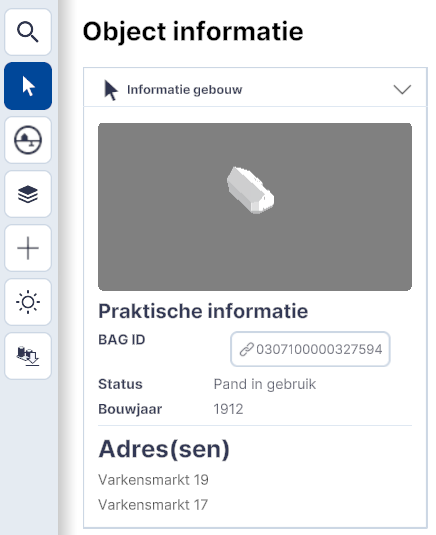 Object informatie
Informatie gebouw
Praktische informatie
BAG ID 0307100000327594
Status Pand in gebruik
Bouwjaar 1912
Adres(sen)
Varkensmarkt 19
Varkensmarkt 17